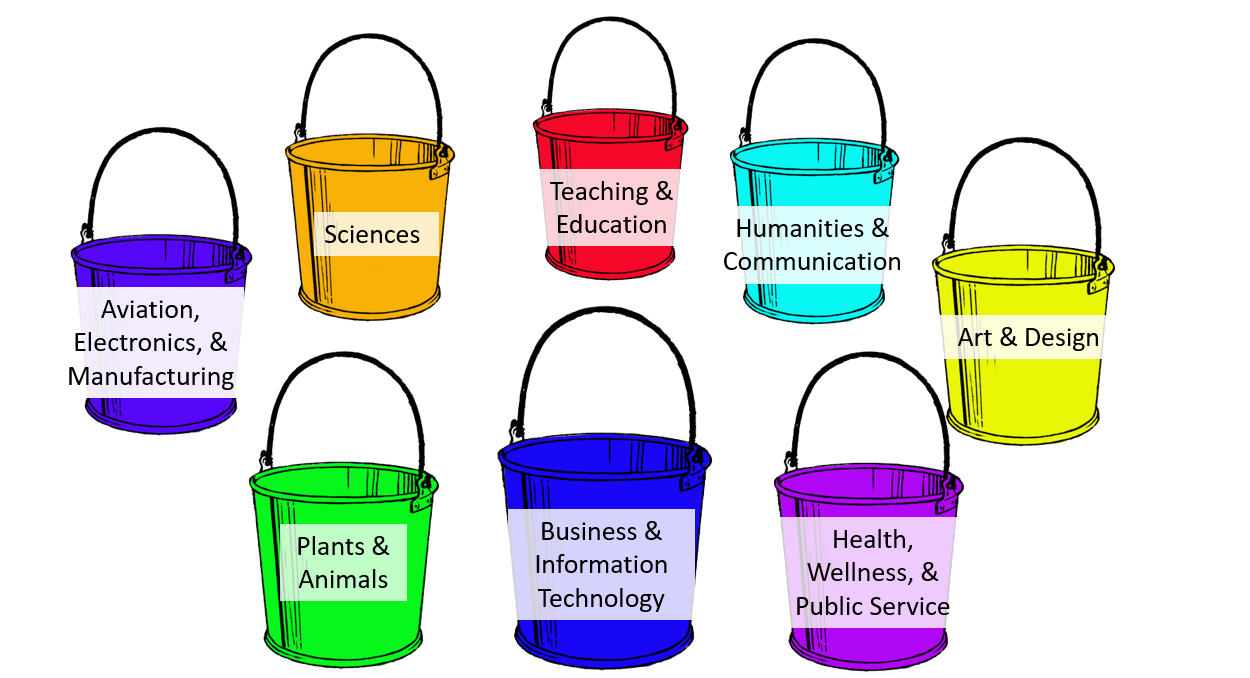 Aviation,
Electronics, &
Manufacturing
Sciences
Teaching &
Education
Humanities &
Communication
Art & Design
Plants &
Animals
Business &
Information
Technology
Health,
Wellness, &
Public Service